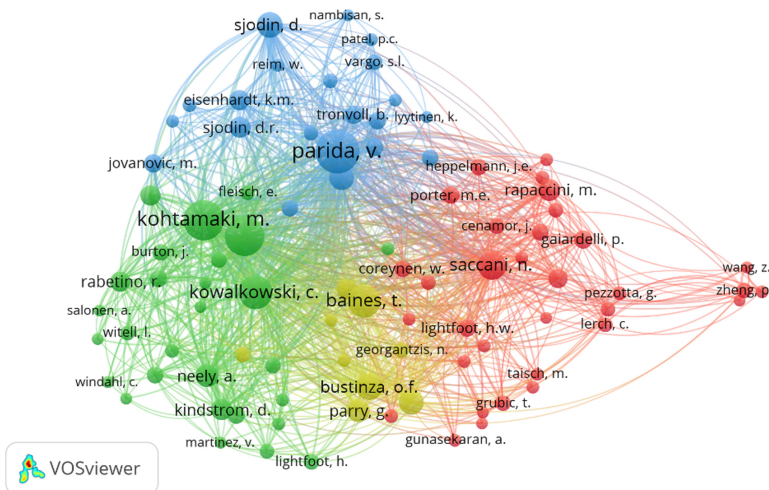 nambisan, s.
sjodin, d.
patel, p.c.
reim, w.
vargo, s.l.
eisenhardt, k.m.
tronvoll, b.
lyytinen, k.
sjodin, d.r.
parida, v.
jovanovic, m.
heppelmann, j.e.
fleisch, e.
porter, m.e.
rapaccini, m.
kohtamaki, m.
cenamor, j.
gaiardelli, p.
burton, j.
coreynen, w.
saccani, n.
wang, z.
rabetino, r.
kowalkowski, c.
baines, t.
pezzotta, g.
zheng, p.
salonen, a.
witell, l.
lightfoot, h.w.
lerch, c.
georgantzis, n.
windahl, c.
neely, a.
bustinza, o.f.
taisch, m.
kindstrom, d.
parry, g.
grubic, t.
martinez, v.
gunasekaran, a.
lightfoot, h.
VOSviewer